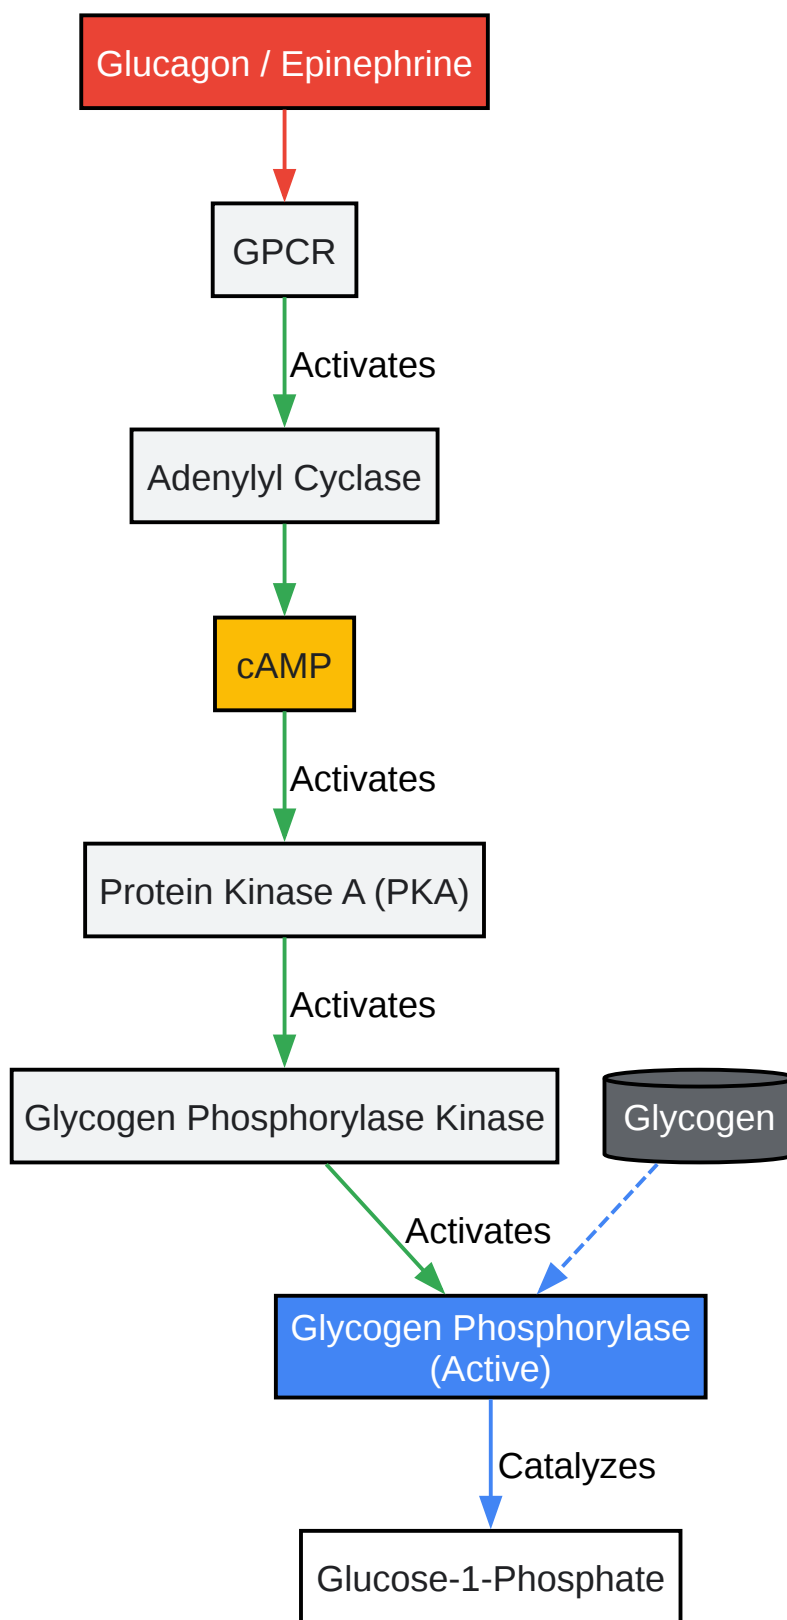 Glucagon / Epinephrine
GPCR
Activates
Adenylyl Cyclase
cAMP
Activates
Protein Kinase A (PKA)
Activates
Glycogen Phosphorylase Kinase
Glycogen
Activates
Glycogen Phosphorylase
(Active)
Catalyzes
Glucose-1-Phosphate